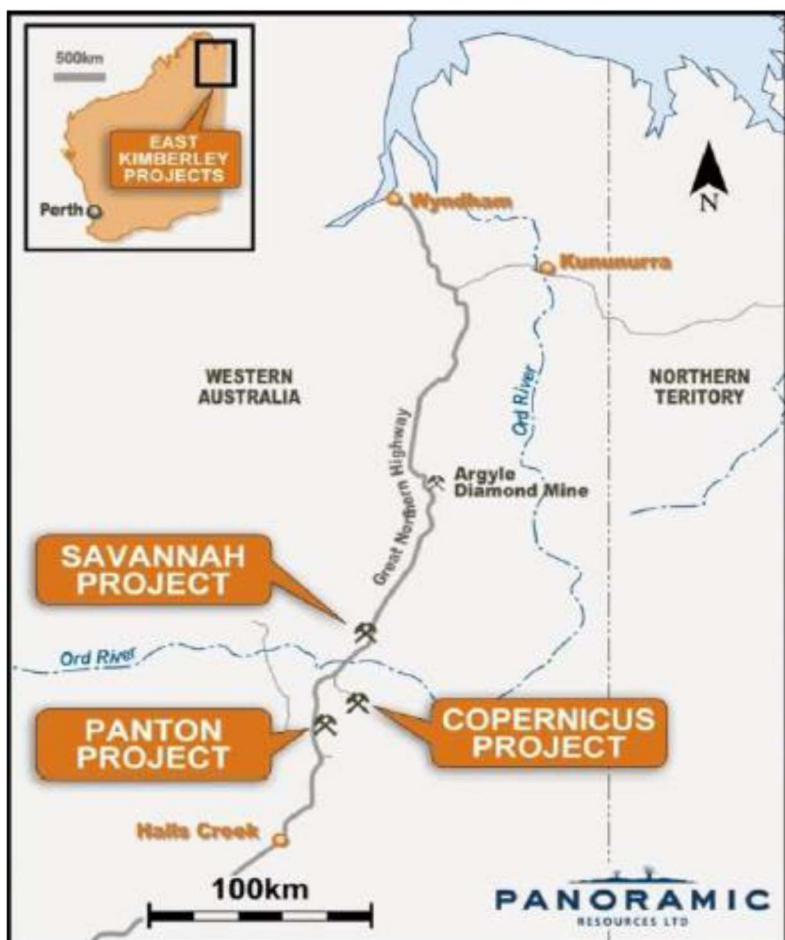 500km
EAST
KIMBERLEY
PROJECTS
Perth
N
Wyndham
Kununurra
WESTERN
AUSTRALIA
NORTHERN
TERITORY
Ord River
Great Northern Highway
Argyle
Diamond Mine
SAVANNAH
PROJECT
Ord River
PANTON
PROJECT
COPERNICUS
PROJECT
Halls Creek
100km
PANORAMIC
RESOURCES LTD